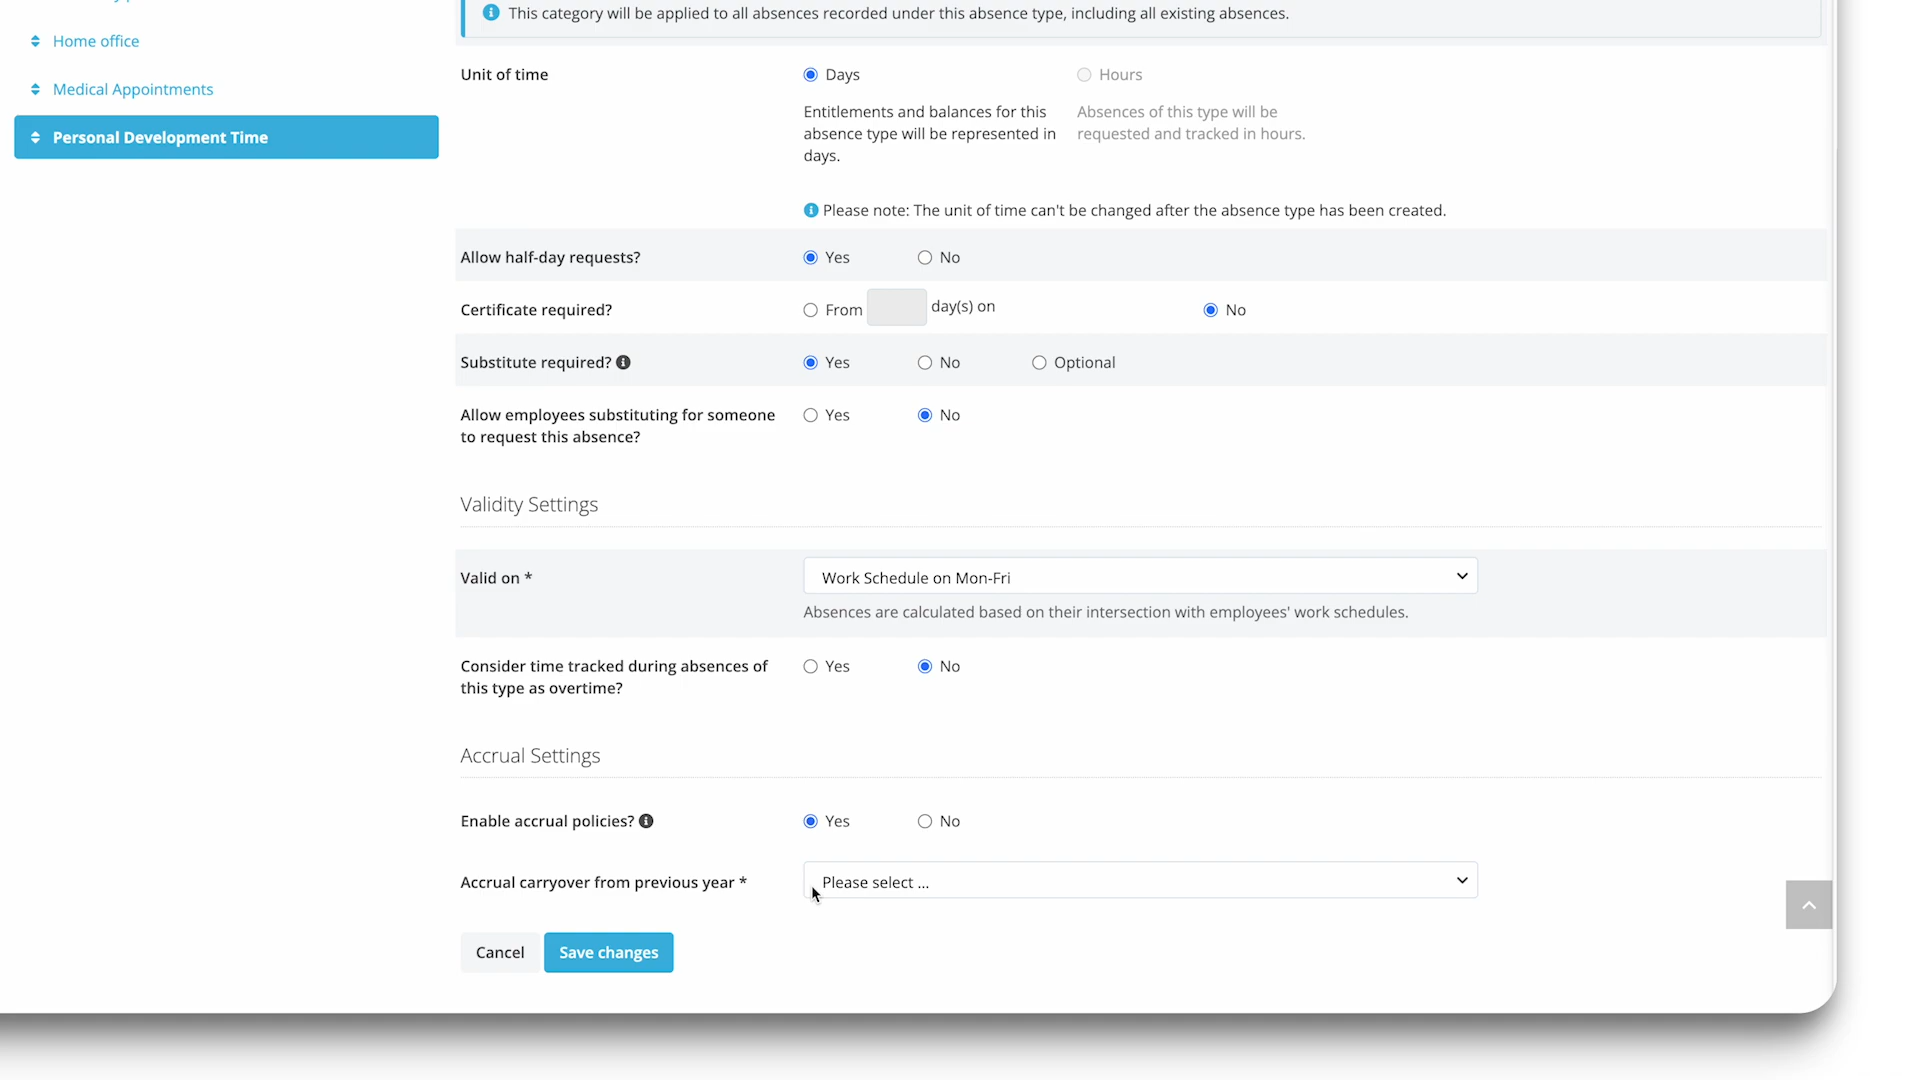 This category will be applied to all absences recorded under this absence type, including all existing absences.
Home office
Medical Appointments
Personal Development Time
Unit of time
Days
Hours
Entitlements and balances for this
absence type will be represented in
days.
Absences of this type will be
requested and tracked in hours.
Please note: The unit of time can't be changed after the absence type has been created.
Allow half-day requests?
Yes
No
Certificate required?
From
day(s) on
No
Substitute required?
Yes
No
Optional
Allow employees substituting for someone
to request this absence?
Yes
No
Validity Settings
Valid on *
Work Schedule on Mon-Fri
Absences are calculated based on their intersection with employees' work schedules.
Consider time tracked during absences of
this type as overtime?
Yes
No
Accrual Settings
Enable accrual policies?
Yes
No
Accrual carryover from previous year *
Please select ...
Cancel
Save changes